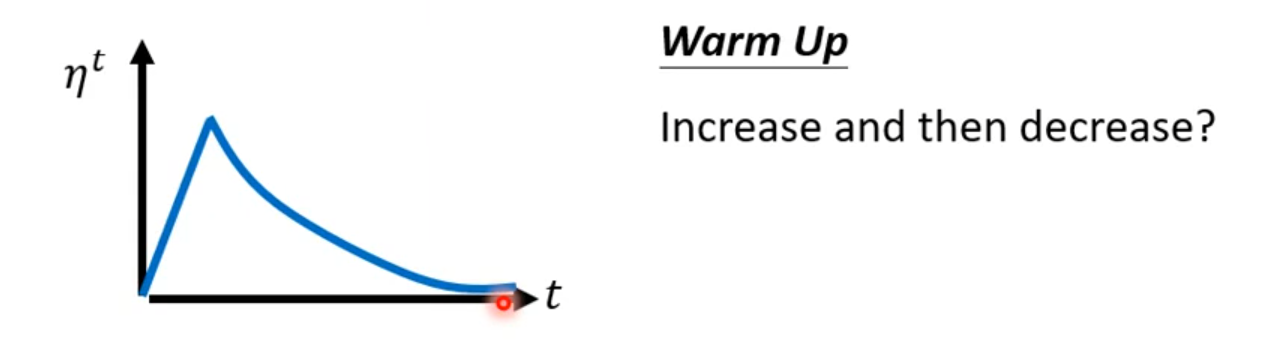 η^t
Warm Up
Increase and then decrease?
t